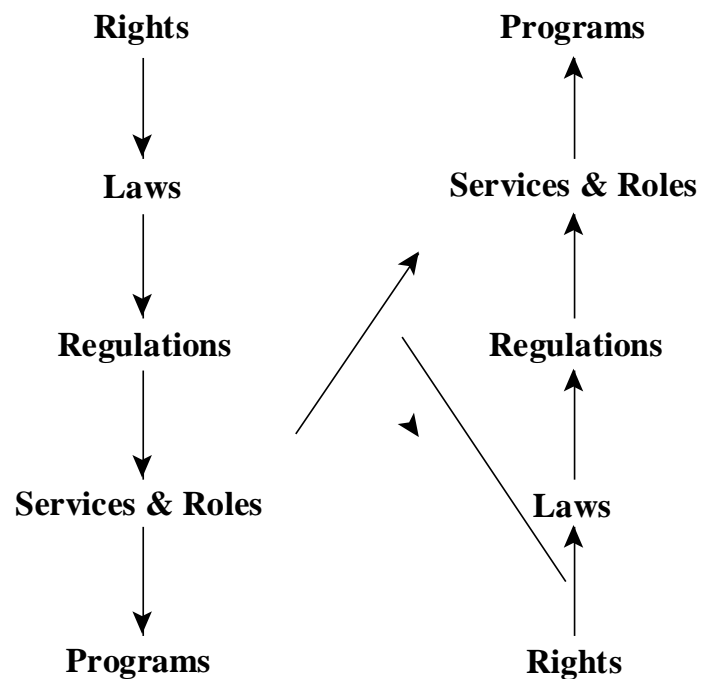 Rights
Laws
Regulations
Services & Roles
Programs
Programs
Services & Roles
Regulations
Laws
Rights